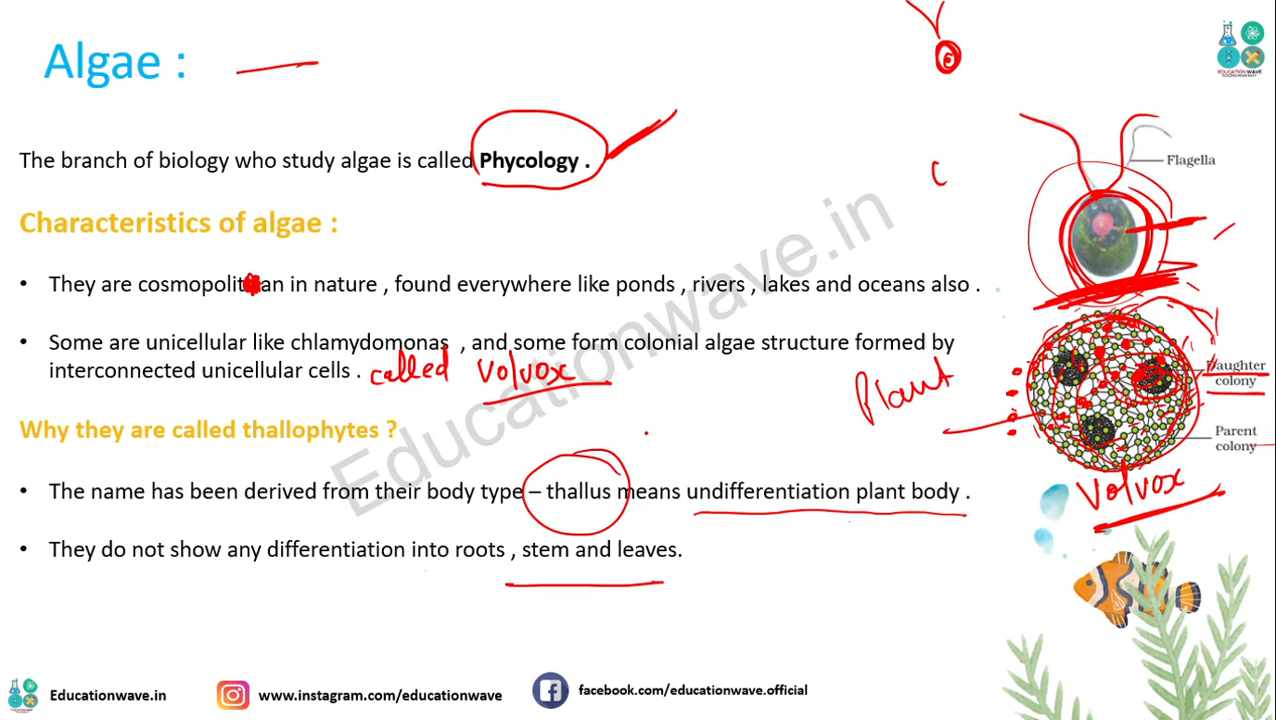 Algae :
EDUCATION WAVE
The branch of biology who study algae is called Phycology .
Flagella
Characteristics of algae :
• They are cosmopolitan in nature , found everywhere like ponds , rivers , lakes and oceans also .
• Some are unicellular like chlamydomonas , and some form colonial algae structure formed by
interconnected unicellular cells . called volvox
Plant
Daughter
colony
Parent
colony
Volvox
Why they are called thallophytes ?
• The name has been derived from their body type – thallus means undifferentiation plant body .
• They do not show any differentiation into roots , stem and leaves.
Educationwave.in
Educationwave.in
www.instagram.com/educationwave
facebook.com/educationwave.official